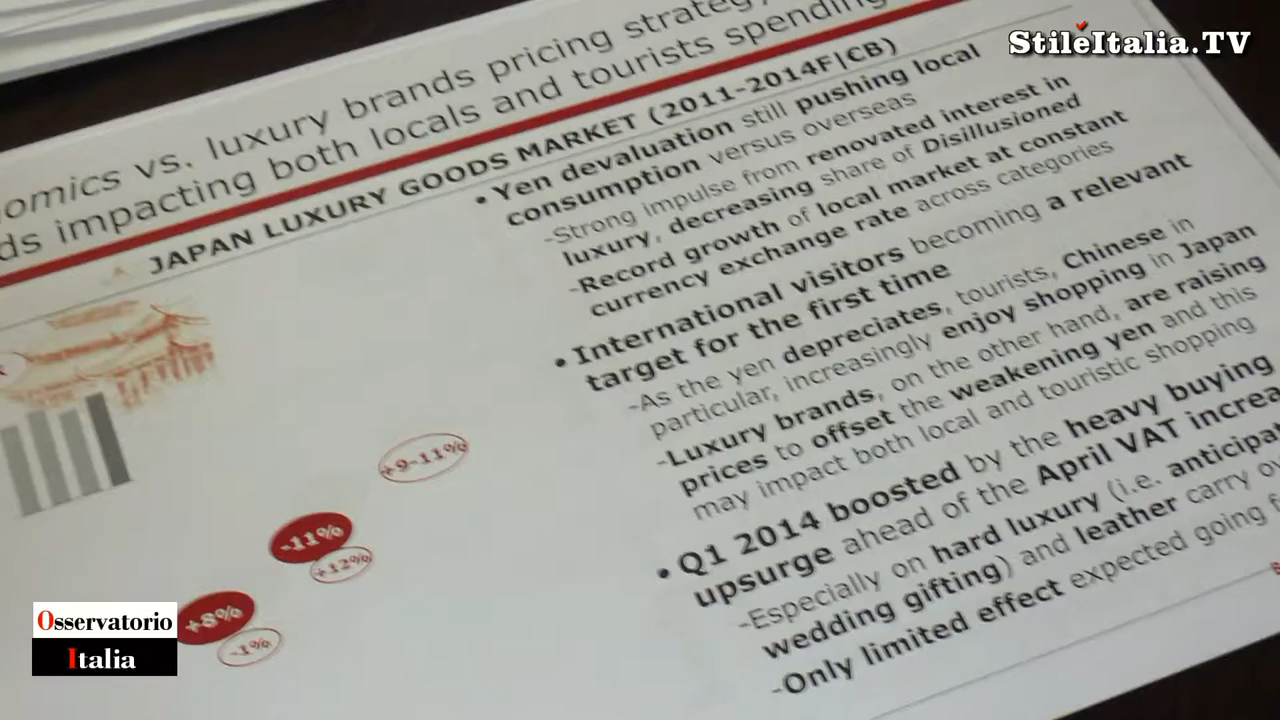 StileItalia.TV
vs. luxury brands pricing strategy,
impacting both locals and tourists spending
JAPAN LUXURY GOODS MARKET (2011-2014F|CB)
• Yen devaluation still pushing local
consumption versus overseas
-Strong impulse from renovated interest in
luxury, decreasing share of Disillusioned
-Record growth of local market at constant
currency exchange rate across categories
• International visitors becoming a relevant
target for the first time
-As the yen depreciates, tourists, Chinese in
particular, increasingly enjoy shopping in Japan
-Luxury brands, on the other hand, are raising
prices to offset the weakening yen and this
may impact both local and touristic shopping
• Q1 2014 boosted by the heavy buying
upsurge ahead of the April VAT increa
-Especially on hard luxury (i.e. anticipat
wedding gifting) and leather carry ov
-Only limited effect expected going f
+9-11%
-11%
+12%
+8%
-1%
Osservatorio
Italia